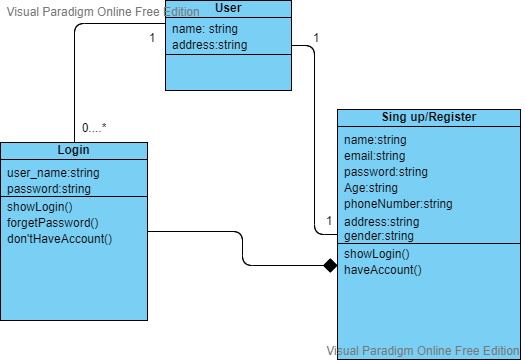 Visual Paradigm Online Free Edition
User
name: string
address:string
1
1
0....*
Login
user_name:string
password:string
showLogin()
forgetPassword()
don'tHaveAccount()
Sing up/Register
name:string
email:string
password:string
Age:string
phoneNumber:string
address:string
gender:string
1
showLogin()
haveAccount()
Visual Paradigm Online Free Edition